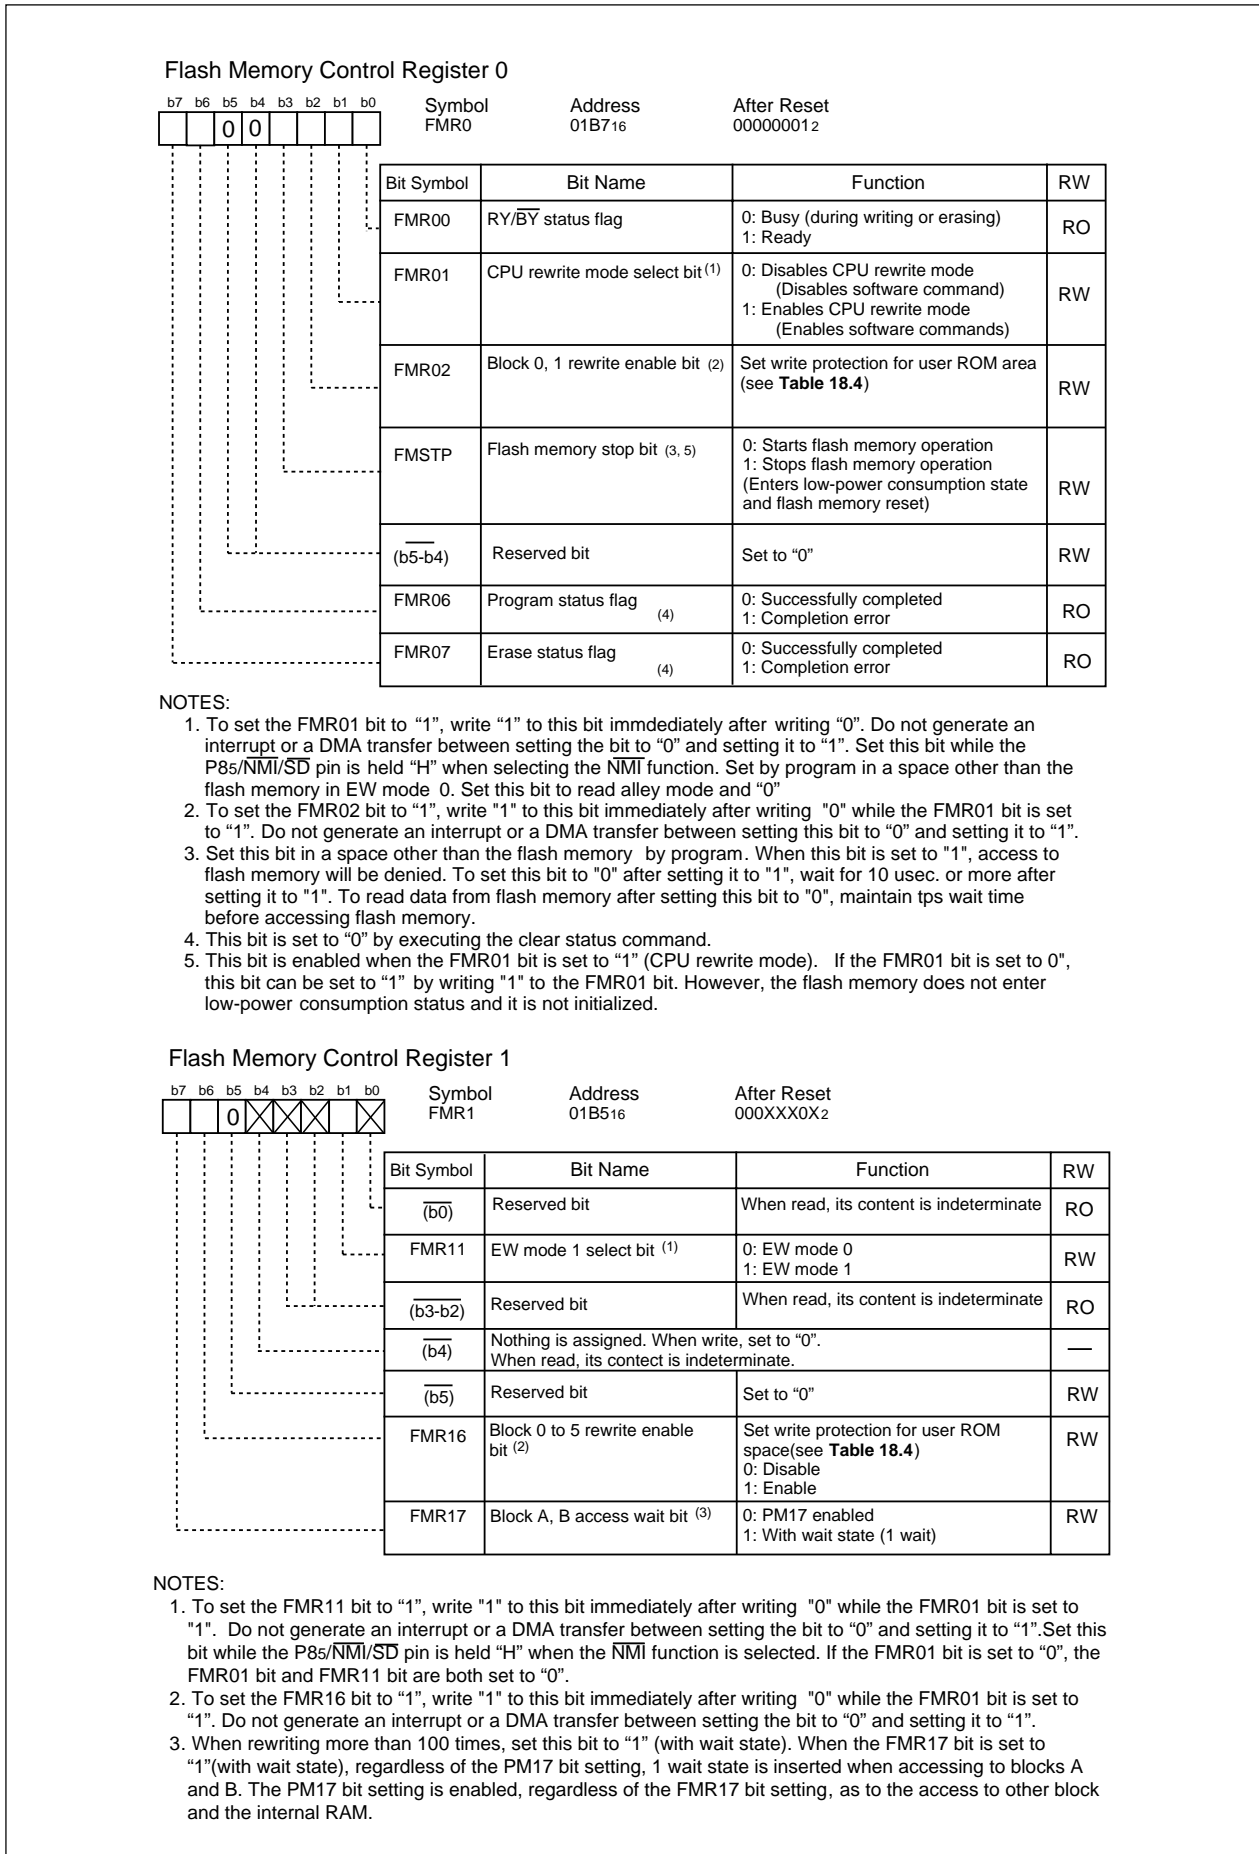 Flash Memory Control Register 0
b7 b6 b5 b4 b3 b2 b1 b0
Symbol Address After Reset
FMR0 01B716 000000012
0 0
Bit Symbol Bit Name Function RW
FMR00 RY/BY status flag 0: Busy (during writing or erasing) RO
1: Ready
FMR01 CPU rewrite mode select bit (1) 0: Disables CPU rewrite mode RW
(Disables software command)
1: Enables CPU rewrite mode
(Enables software commands)
FMR02 Block 0, 1 rewrite enable bit (2) Set write protection for user ROM area RW
(see Table 18.4)
FMSTP Flash memory stop bit (3, 5) 0: Starts flash memory operation RW
1: Stops flash memory operation
(Enters low-power consumption state
and flash memory reset)
(b5-b4) Reserved bit Set to “0” RW
FMR06 Program status flag (4) 0: Successfully completed RO
1: Completion error
FMR07 Erase status flag (4) 0: Successfully completed RO
1: Completion error
NOTES:
1. To set the FMR01 bit to “1”, write “1” to this bit immdediately after writing “0”. Do not generate an
interrupt or a DMA transfer between setting the bit to “0” and setting it to “1”. Set this bit while the
P85/NMI/SD pin is held “H” when selecting the NMI function. Set by program in a space other than the
flash memory in EW mode 0. Set this bit to read alley mode and “0”
2. To set the FMR02 bit to “1”, write "1" to this bit immediately after writing "0" while the FMR01 bit is set
to “1”. Do not generate an interrupt or a DMA transfer between setting this bit to “0” and setting it to “1”.
3. Set this bit in a space other than the flash memory by program. When this bit is set to "1", access to
flash memory will be denied. To set this bit to "0" after setting it to "1", wait for 10 usec. or more after
setting it to "1". To read data from flash memory after setting this bit to "0", maintain tps wait time
before accessing flash memory.
4. This bit is set to “0” by executing the clear status command.
5. This bit is enabled when the FMR01 bit is set to “1” (CPU rewrite mode). If the FMR01 bit is set to 0",
this bit can be set to “1” by writing "1" to the FMR01 bit. However, the flash memory does not enter
low-power consumption status and it is not initialized.
Flash Memory Control Register 1
b7 b6 b5 b4 b3 b2 b1 b0
Symbol Address After Reset
FMR1 01B516 000XXX0X2
0
Bit Symbol Bit Name Function RW
(b0) Reserved bit When read, its content is indeterminate RO
FMR11 EW mode 1 select bit (1) 0: EW mode 0 RW
1: EW mode 1
(b3-b2) Reserved bit When read, its content is indeterminate RO
(b4) Nothing is assigned. When write, set to “0”. —
When read, its contect is indeterminate.
(b5) Reserved bit Set to “0” RW
FMR16 Block 0 to 5 rewrite enable Set write protection for user ROM RW
bit (2) space(see Table 18.4)
0: Disable
1: Enable
FMR17 Block A, B access wait bit (3) 0: PM17 enabled RW
1: With wait state (1 wait)
NOTES:
1. To set the FMR11 bit to “1”, write "1" to this bit immediately after writing "0" while the FMR01 bit is set to
"1". Do not generate an interrupt or a DMA transfer between setting the bit to “0” and setting it to “1”.Set this
bit while the P85/NMI/SD pin is held “H” when the NMI function is selected. If the FMR01 bit is set to “0”, the
FMR01 bit and FMR11 bit are both set to “0”.
2. To set the FMR16 bit to “1”, write "1" to this bit immediately after writing "0" while the FMR01 bit is set to
“1”. Do not generate an interrupt or a DMA transfer between setting the bit to “0” and setting it to “1”.
3. When rewriting more than 100 times, set this bit to “1” (with wait state). When the FMR17 bit is set to
“1”(with wait state), regardless of the PM17 bit setting, 1 wait state is inserted when accessing to blocks A
and B. The PM17 bit setting is enabled, regardless of the FMR17 bit setting, as to the access to other block
and the internal RAM.